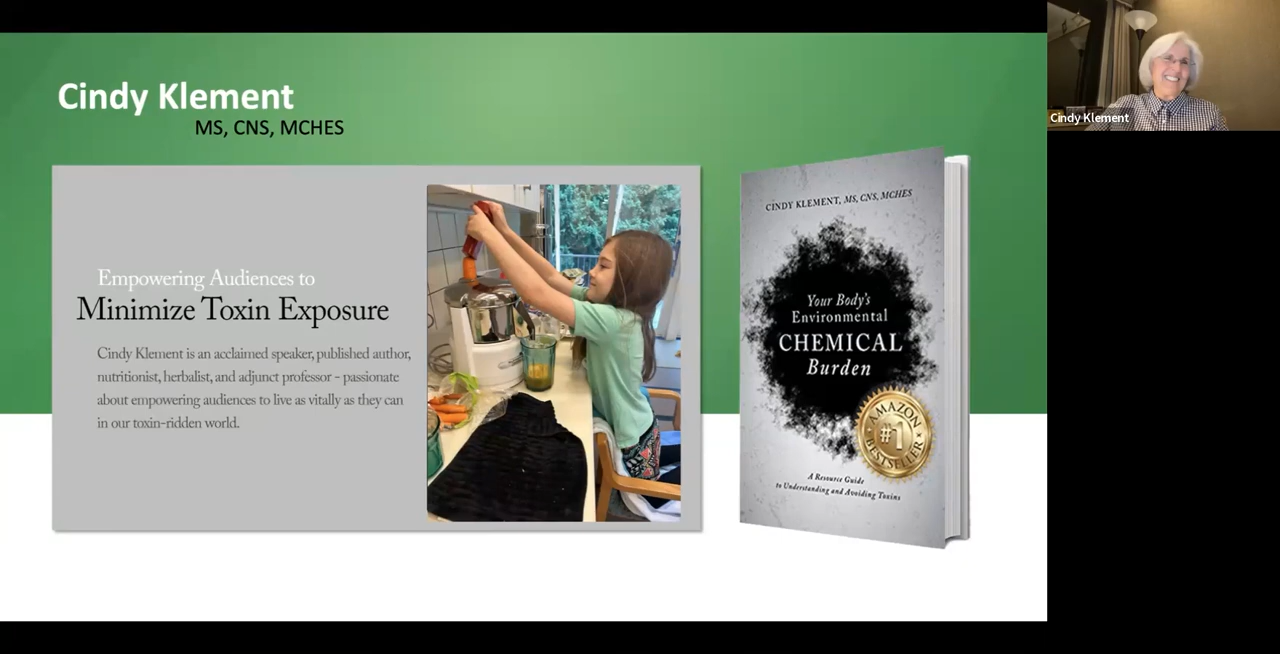 Cindy Klement
MS, CNS, MCHES
Empowering Audiences to
Minimize Toxin Exposure
Cindy Klement is an acclaimed speaker, published author,
nutritionist, herbalist, and adjunct professor - passionate
about empowering audiences to live as vitally as they can
in our toxin-ridden world.
CINDY KLEMENT, MS, CNS, MCHES
Your Body's
Environmental
CHEMICAL
Burden
AMAZON
#1
BESTSELLER
A Resource Guide
to Understanding and Avoiding Toxins
Cindy Klement